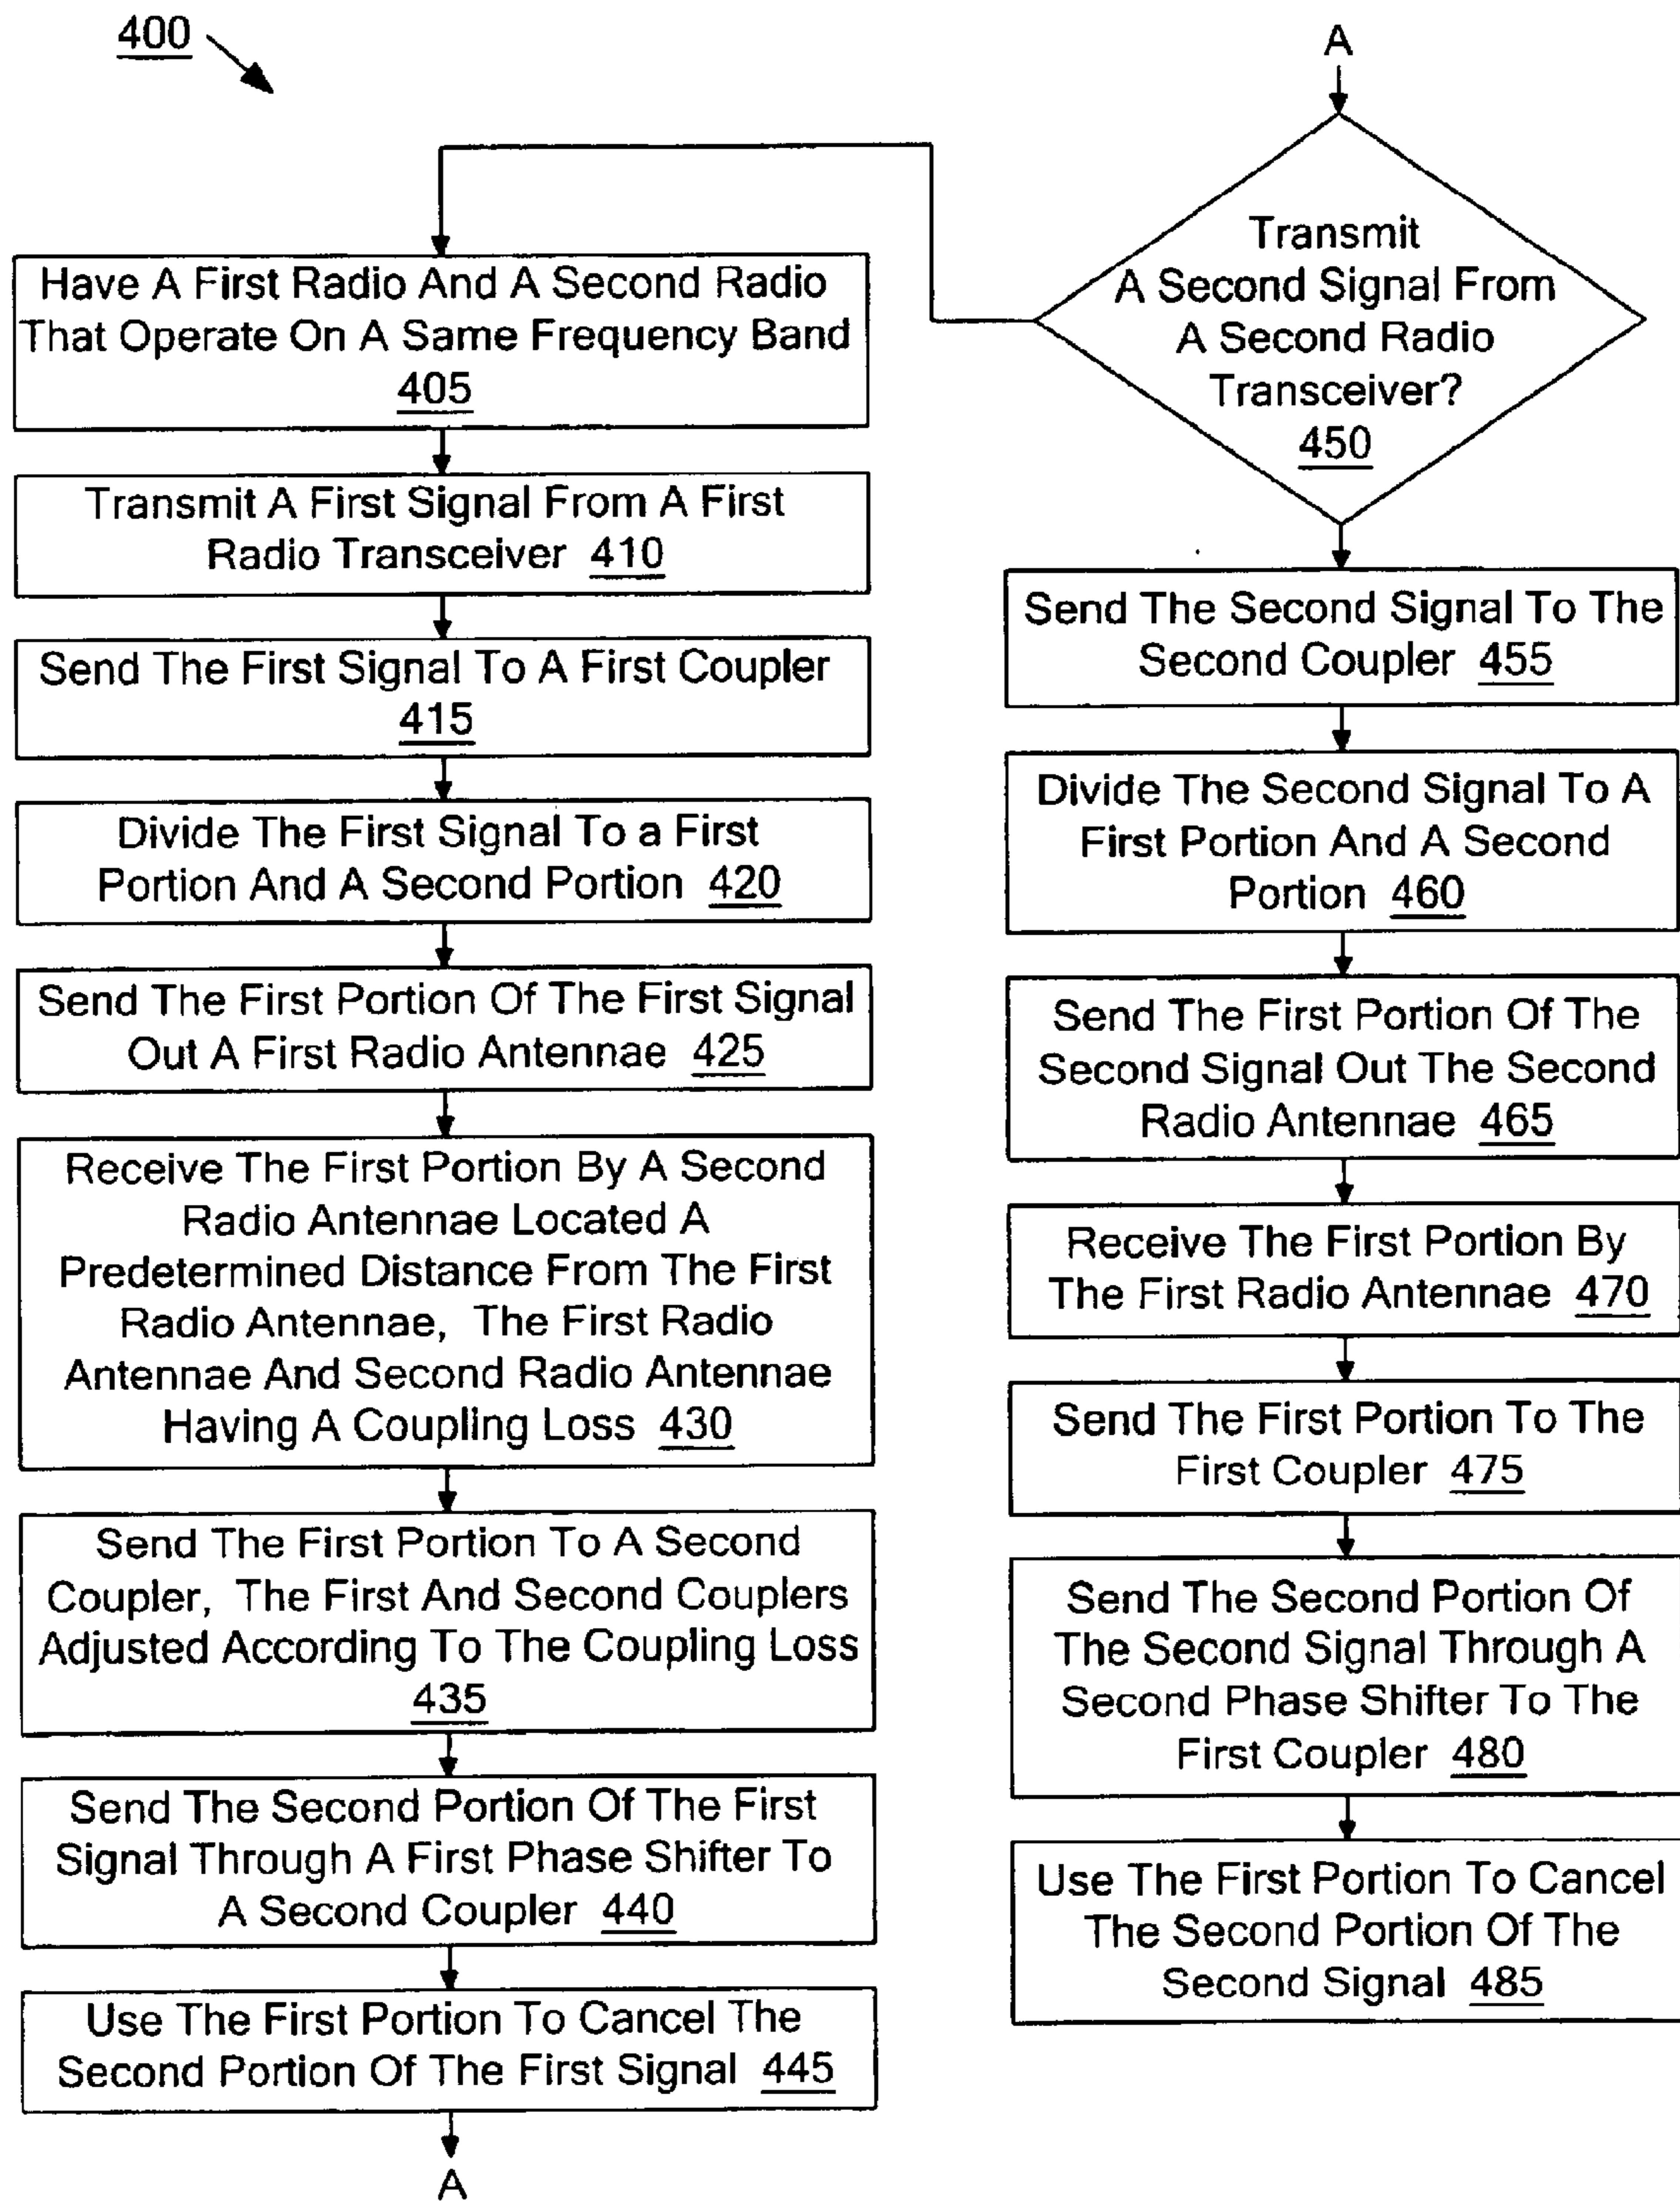 400
Have A First Radio And A Second Radio
That Operate On A Same Frequency Band
405
Transmit A First Signal From A First
Radio Transceiver 410
Send The First Signal To A First Coupler
415
Divide The First Signal To a First
Portion And A Second Portion 420
Send The First Portion Of The First Signal
Out A First Radio Antennae 425
Receive The First Portion By A Second
Radio Antennae Located A
Predetermined Distance From The First
Radio Antennae, The First Radio
Antennae And Second Radio Antennae
Having A Coupling Loss 430
Send The First Portion To A Second
Coupler, The First And Second Couplers
Adjusted According To The Coupling Loss
435
Send The Second Portion Of The First
Signal Through A First Phase Shifter To
A Second Coupler 440
Use The First Portion To Cancel The
Second Portion Of The First Signal 445
A
A
Transmit
A Second Signal From
A Second Radio
Transceiver?
450
Send The Second Signal To The
Second Coupler 455
Divide The Second Signal To A
First Portion And A Second
Portion 460
Send The First Portion Of The
Second Signal Out The Second
Radio Antennae 465
Receive The First Portion By
The First Radio Antennae 470
Send The First Portion To The
First Coupler 475
Send The Second Portion Of
The Second Signal Through A
Second Phase Shifter To The
First Coupler 480
Use The First Portion To Cancel
The Second Portion Of The
Second Signal 485